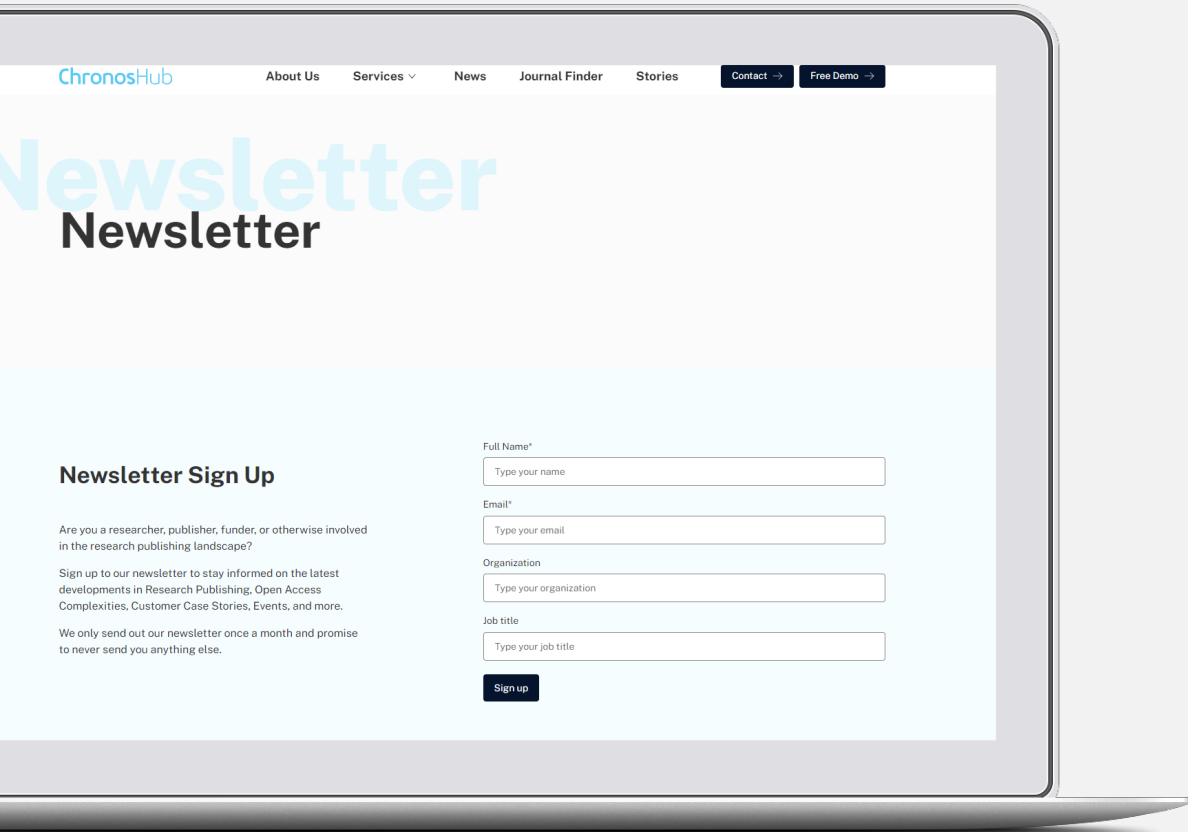 ChronosHub
About Us Services News Journal Finder Stories Contact → Free Demo →
Newsletter
Newsletter
Newsletter Sign Up
Are you a researcher, publisher, funder, or otherwise involved
in the research publishing landscape?
Sign up to our newsletter to stay informed on the latest
developments in Research Publishing, Open Access
Complexities, Customer Case Stories, Events, and more.
We only send out our newsletter once a month and promise
to never send you anything else.
Full Name*
Type your name
Email*
Type your email
Organization
Type your organization
Job title
Type your job title
Sign up